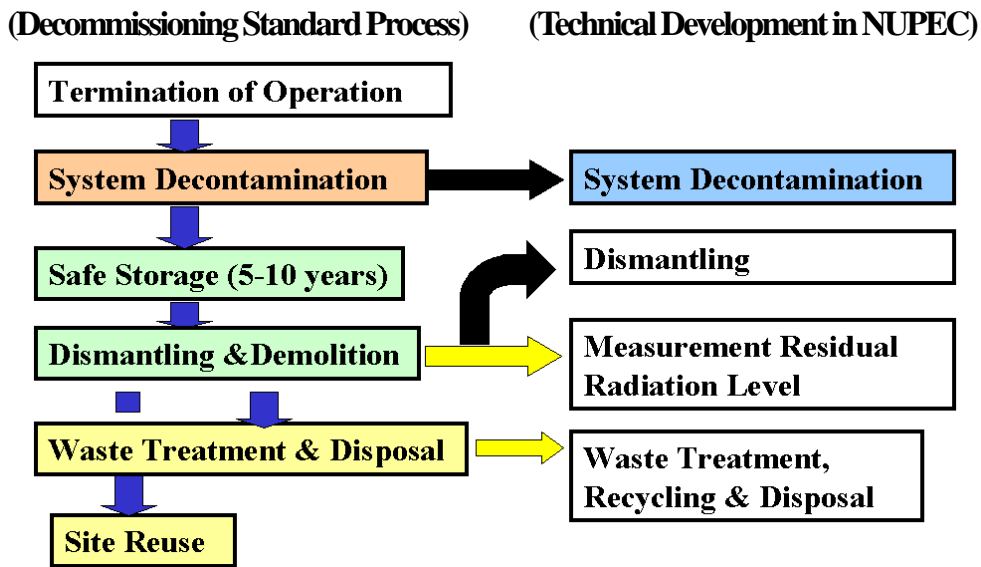 (Decommissioning Standard Process)
(Technical Development in NUPEC)
Termination of Operation
System Decontamination
Safe Storage (5-10 years)
Dismantling &Demolition
Waste Treatment & Disposal
Site Reuse
System Decontamination
Dismantling
Measurement Residual
Radiation Level
Waste Treatment,
Recycling & Disposal